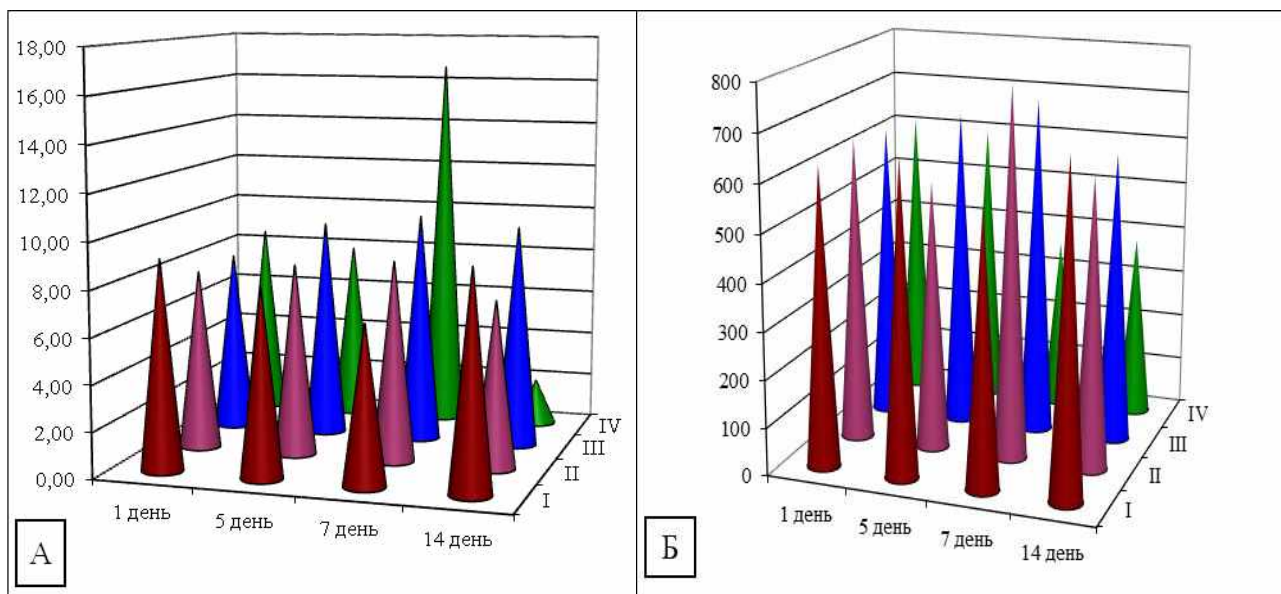 18,00
16,00
14,00
12,00
10,00
8,00
6,00
4,00
2,00
0,00
1 день
5 день
7 день
14 день
I
II
III
IV
А
800
700
600
500
400
300
200
100
0
1 день
5 день
7 день
14 день
I
II
III
IV
Б